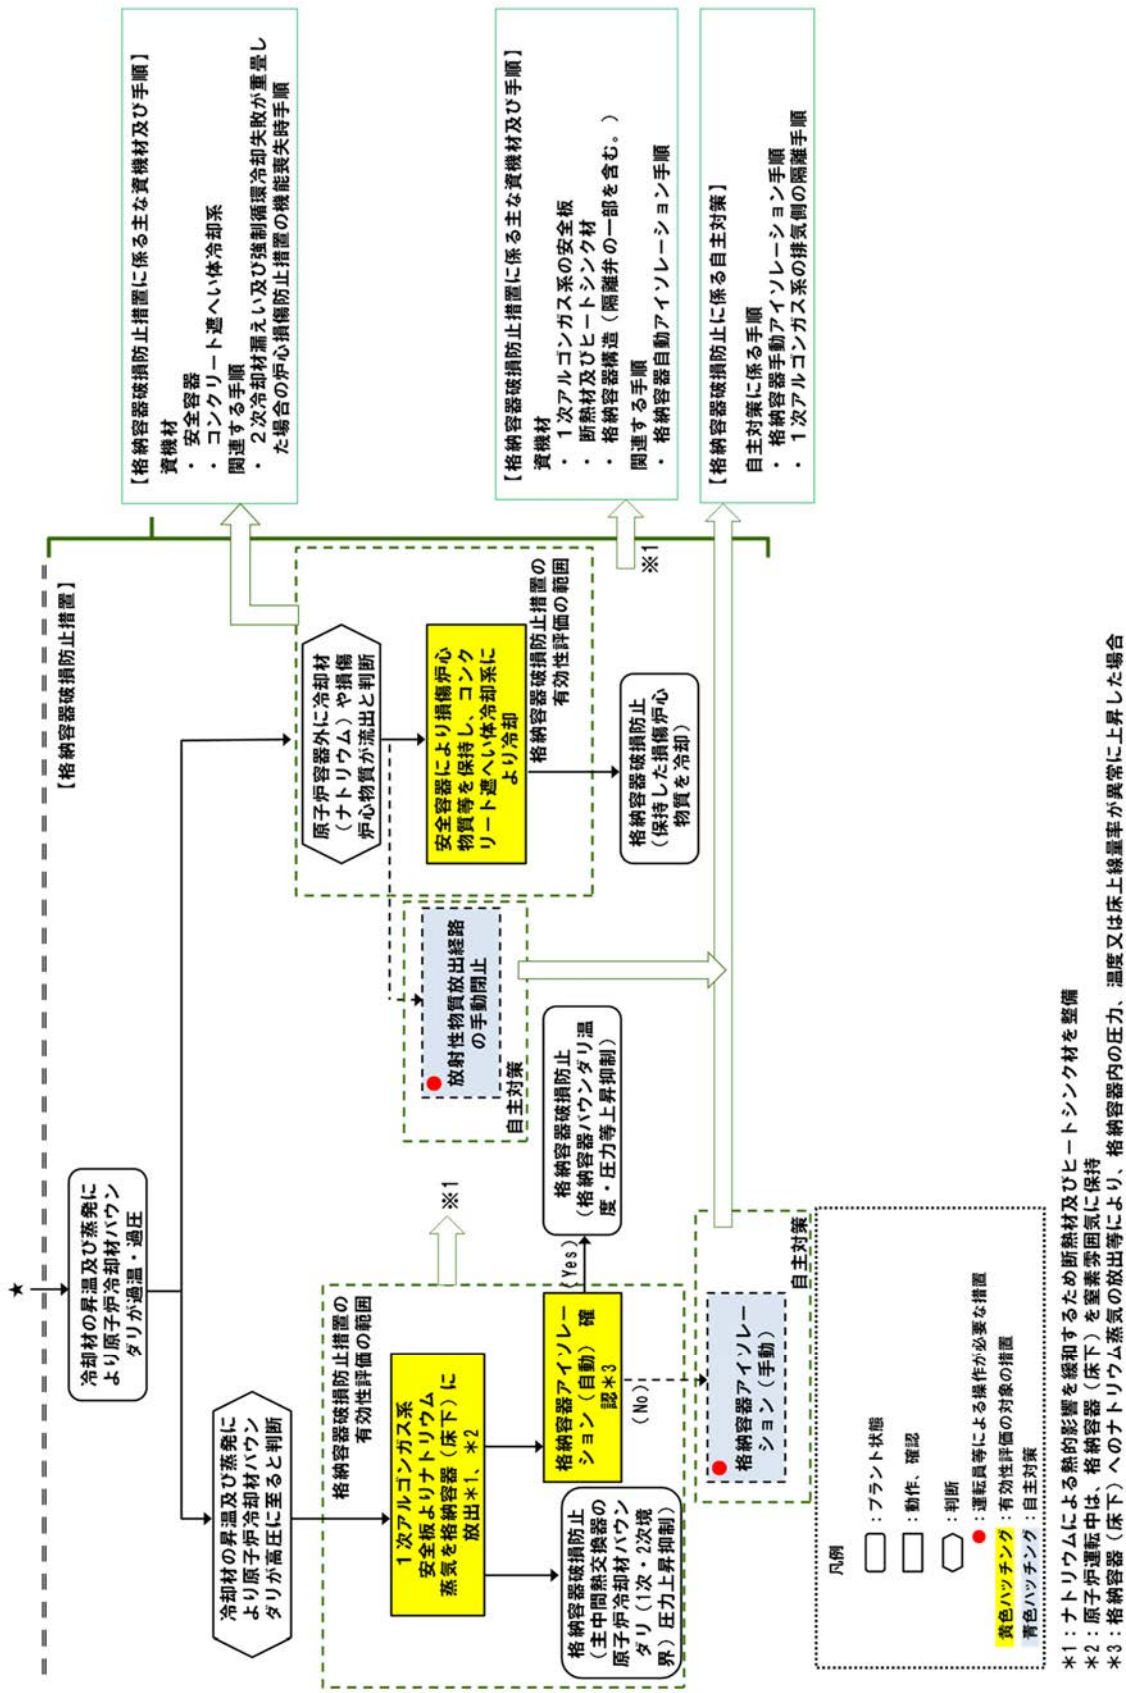 ★
【格納容器破損防止措置】
冷却材の昇温及び蒸発に
より原子炉冷却材バウン
ダリが過温・過圧
冷却材の昇温及び蒸発に
より原子炉冷却材バウン
ダリが高圧に至ると判断
格納容器破損防止措置の
有効性評価の範囲
1次アルゴンガス系
安全板よりナトリウム
蒸気を格納容器（床下）に
放出＊1、＊2
※1
格納容器破損防止
（主中間熱交換器の
原子炉冷却材バウン
ダリ（1次・2次境
界）圧力上昇抑制）
格納容器アイソレー
ション（自動） 確
認＊3
(Yes)
(No)
格納容器破損防止
（格納容器バウンダリ温
度・圧力等上昇抑制）
格納容器アイソレー
ション（手動）
自主対策
原子炉容器外に冷却材
（ナトリウム）や損傷
炉心物質が流出と判断
放射性物質放出経路
の手動閉止
自主対策
安全容器により損傷炉心
物質等を保持し、コンク
リート遮へい体冷却系に
より冷却
格納容器破損防止措置の
有効性評価の範囲
格納容器破損防止
（保持した損傷炉心
物質を冷却）
【格納容器破損防止措置に係る主な資機材及び手順】
資機材
・ 安全容器
・ コンクリート遮へい体冷却系
関連する手順
・ 2次冷却材漏えい及び強制循環冷却失敗が重畳し
た場合の炉心損傷防止措置の機能喪失時手順
※1
【格納容器破損防止措置に係る主な資機材及び手順】
資機材
・ 1次アルゴンガス系の安全板
・ 断熱材及びヒートシンク材
・ 格納容器構造（隔離弁の一部を含む。）
関連する手順
・ 格納容器自動アイソレーション手順
【格納容器破損防止に係る自主対策】
自主対策に係る手順
・ 格納容器手動アイソレーション手順
・ 1次アルゴンガス系の排気側の隔離手順
凡例
：プラント状態
：動作、確認
：判断
：運転員等による操作が必要な措置
黄色ハッチング：有効性評価の対象の措置
青色ハッチング：自主対策
＊1：ナトリウムによる熱的影響を緩和するため断熱材及びヒートシンク材を整備
＊2：原子炉運転中は、格納容器（床下）を窒素雰囲気に保持
＊3：格納容器（床下）へのナトリウム蒸気の放出等により、格納容器内の圧力、温度又は床上線量率が異常に上昇した場合